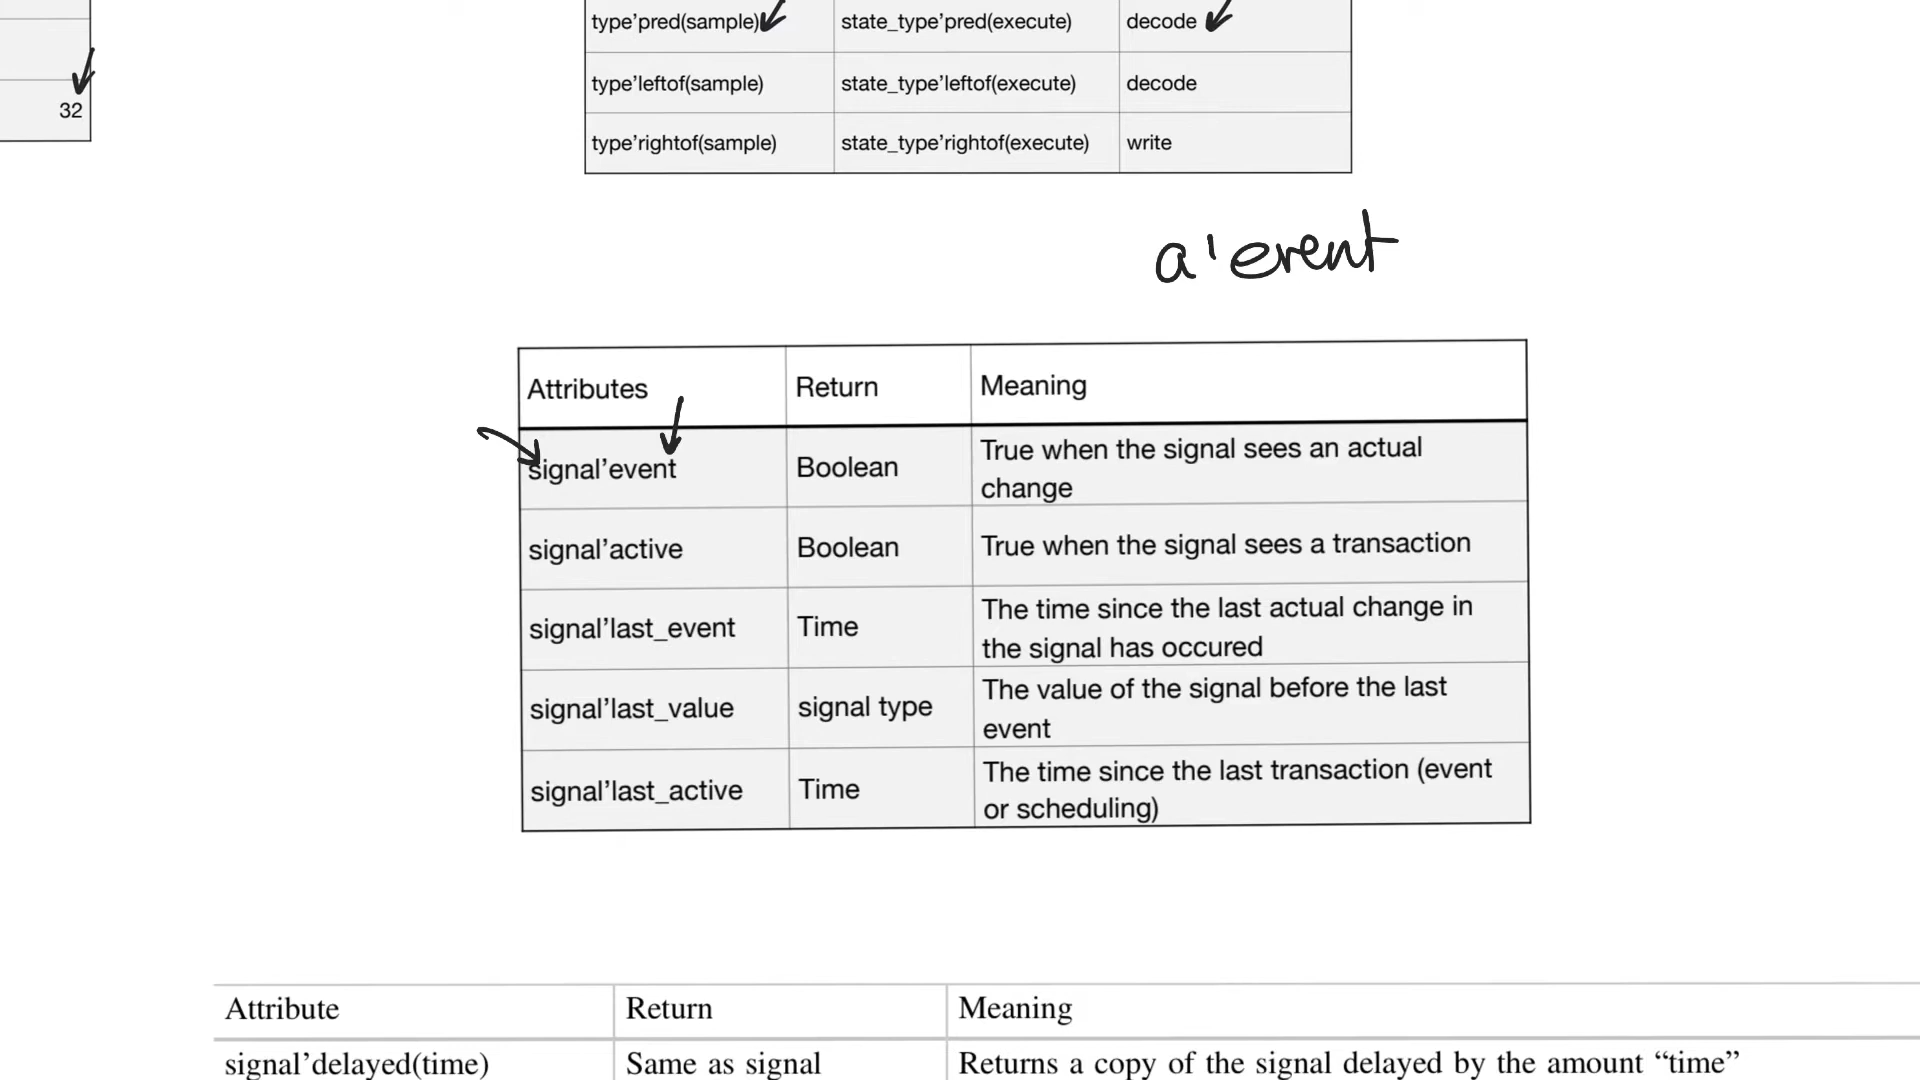 32
type’pred(sample) state_type’pred(execute) decode
type’leftof(sample) state_type’leftof(execute) decode
type’rightof(sample) state_type’rightof(execute) write
a'event
Attributes Return Meaning
signal’event Boolean True when the signal sees an actual
change
signal’active Boolean True when the signal sees a transaction
signal’last_event Time The time since the last actual change in
the signal has occured
signal’last_value signal type The value of the signal before the last
event
signal’last_active Time The time since the last transaction (event
or scheduling)
Attribute Return Meaning
signal’delayed(time) Same as signal Returns a copy of the signal delayed by the amount “time”